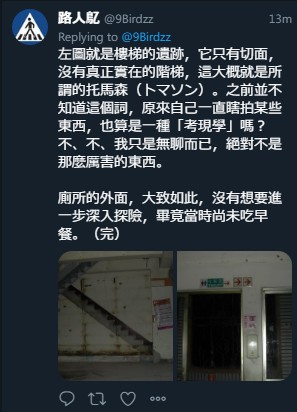 路人缸 @9Birdzz 13m
Replying to @9Birdzz
左圖就是樓梯的遺跡，它只有切面，
沒有真正實在的階梯，這大概就是所
謂的托馬森（トマソン）。之前並不
知道這個詞，原來自己一直瞎拍某些
東西，也算是一種「考現學」嗎？
不、不、我只是無聊而已，絕對不是
那麼厲害的東西。
廁所的外面，大致如此，沒有想要進
一步深入探險，畢竟當時尚未吃早
餐。（完）